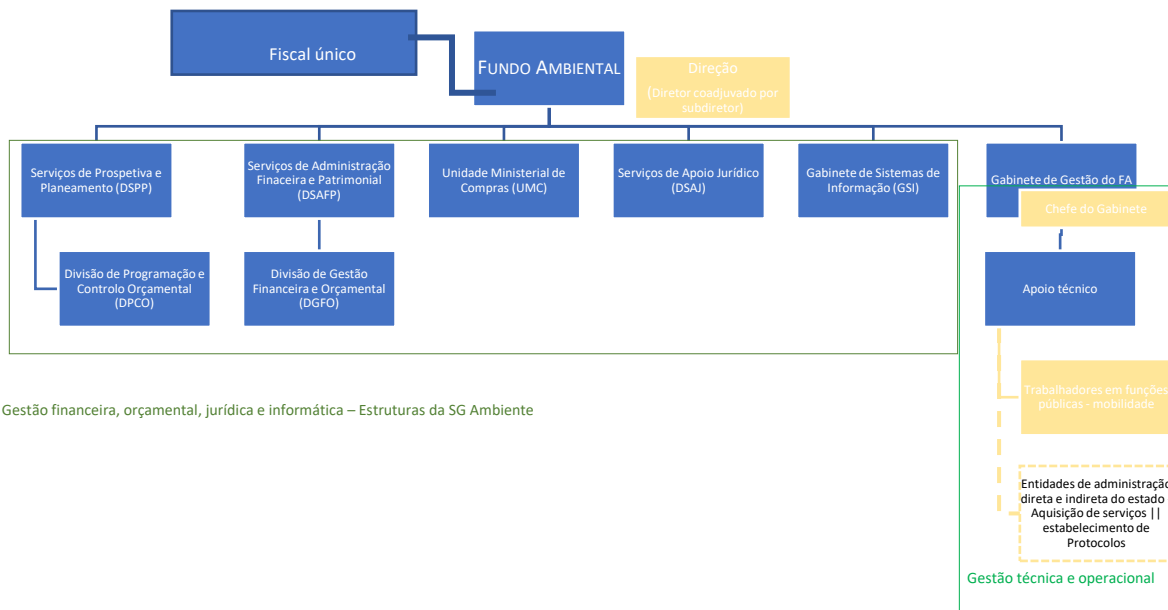 Fiscal único
FUNDO AMBIENTAL
Direção
(Diretor coadjuvado por
subdiretor)
Serviços de Prospetiva e
Planeamento (DSPP)
Serviços de Administração
Finaceira e Patrimonial
(DSAFP)
Unidade Ministerial de
Compras (UMC)
Serviços de Apoio Jurídico
(DSAJ)
Gabinete de Sistemas de
Informação (GSI)
Gabinete de Gestão do FA
Chefe do Gabinete
Divisão de Programação e
Controlo Orçamental
(DPCO)
Divisão de Gestão
Financeira e Orçamental
(DGFO)
Apoio técnico
Trabalhadores em funções
públicas - mobilidade
Gestão financeira, orçamental, jurídica e informática – Estruturas da SG Ambiente
Entidades de administração
direta e indireta do estado
Aquisição de serviços ||
estabelecimento de
Protocolos
Gestão técnica e operacional